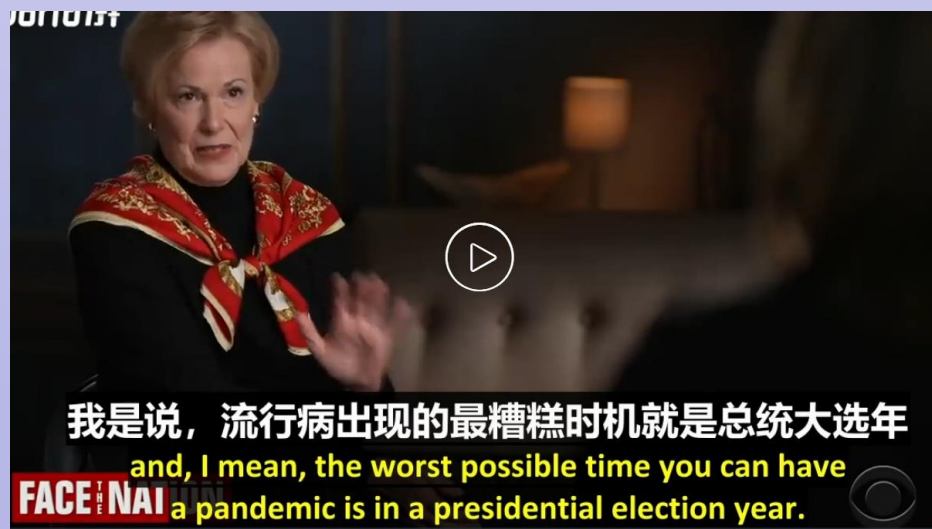 我是说，流行病出现的最糟糕时机就是总统大选年
and, I mean, the worst possible time you can have
FACE THE NATION
a pandemic is in a presidential election year.